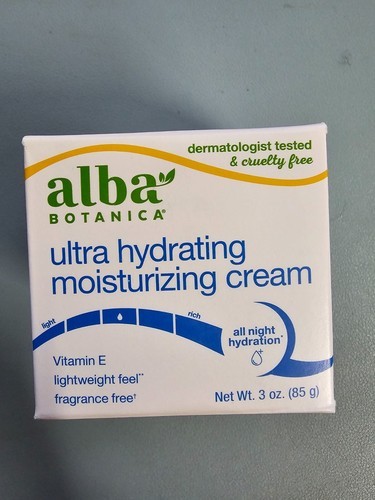 dermatologist tested
& cruelty free
alba
BOTANICA®
ultra hydrating
moisturizing cream
light
rich
all night
hydration*
Vitamin E
lightweight feel**
fragrance free†
Net Wt. 3 oz. (85 g)